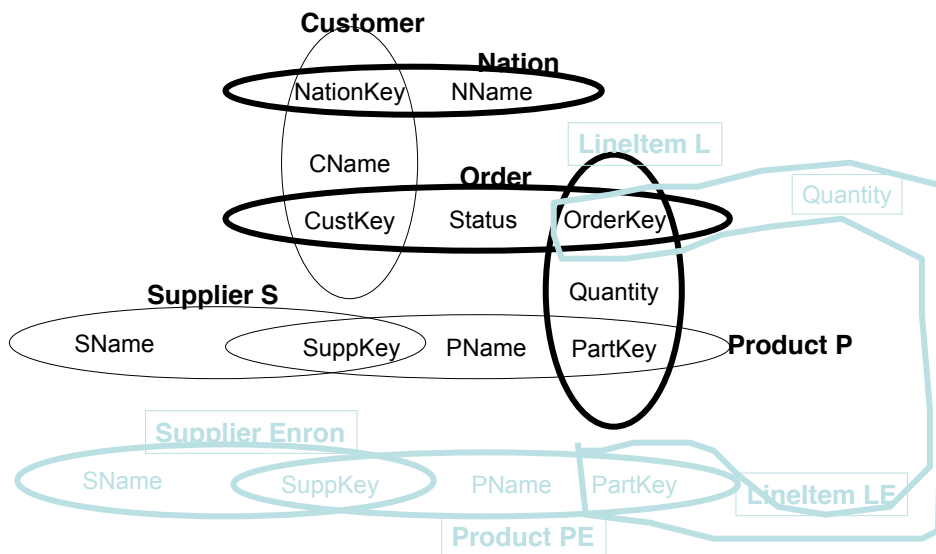 Customer
Nation
NationKey NName
LineItem L
CName
Order
Quantity
CustKey Status OrderKey
Supplier S
Quantity
SName SuppKey PName PartKey Product P
Supplier Enron
SName SuppKey PName PartKey LineItem LE
Product PE